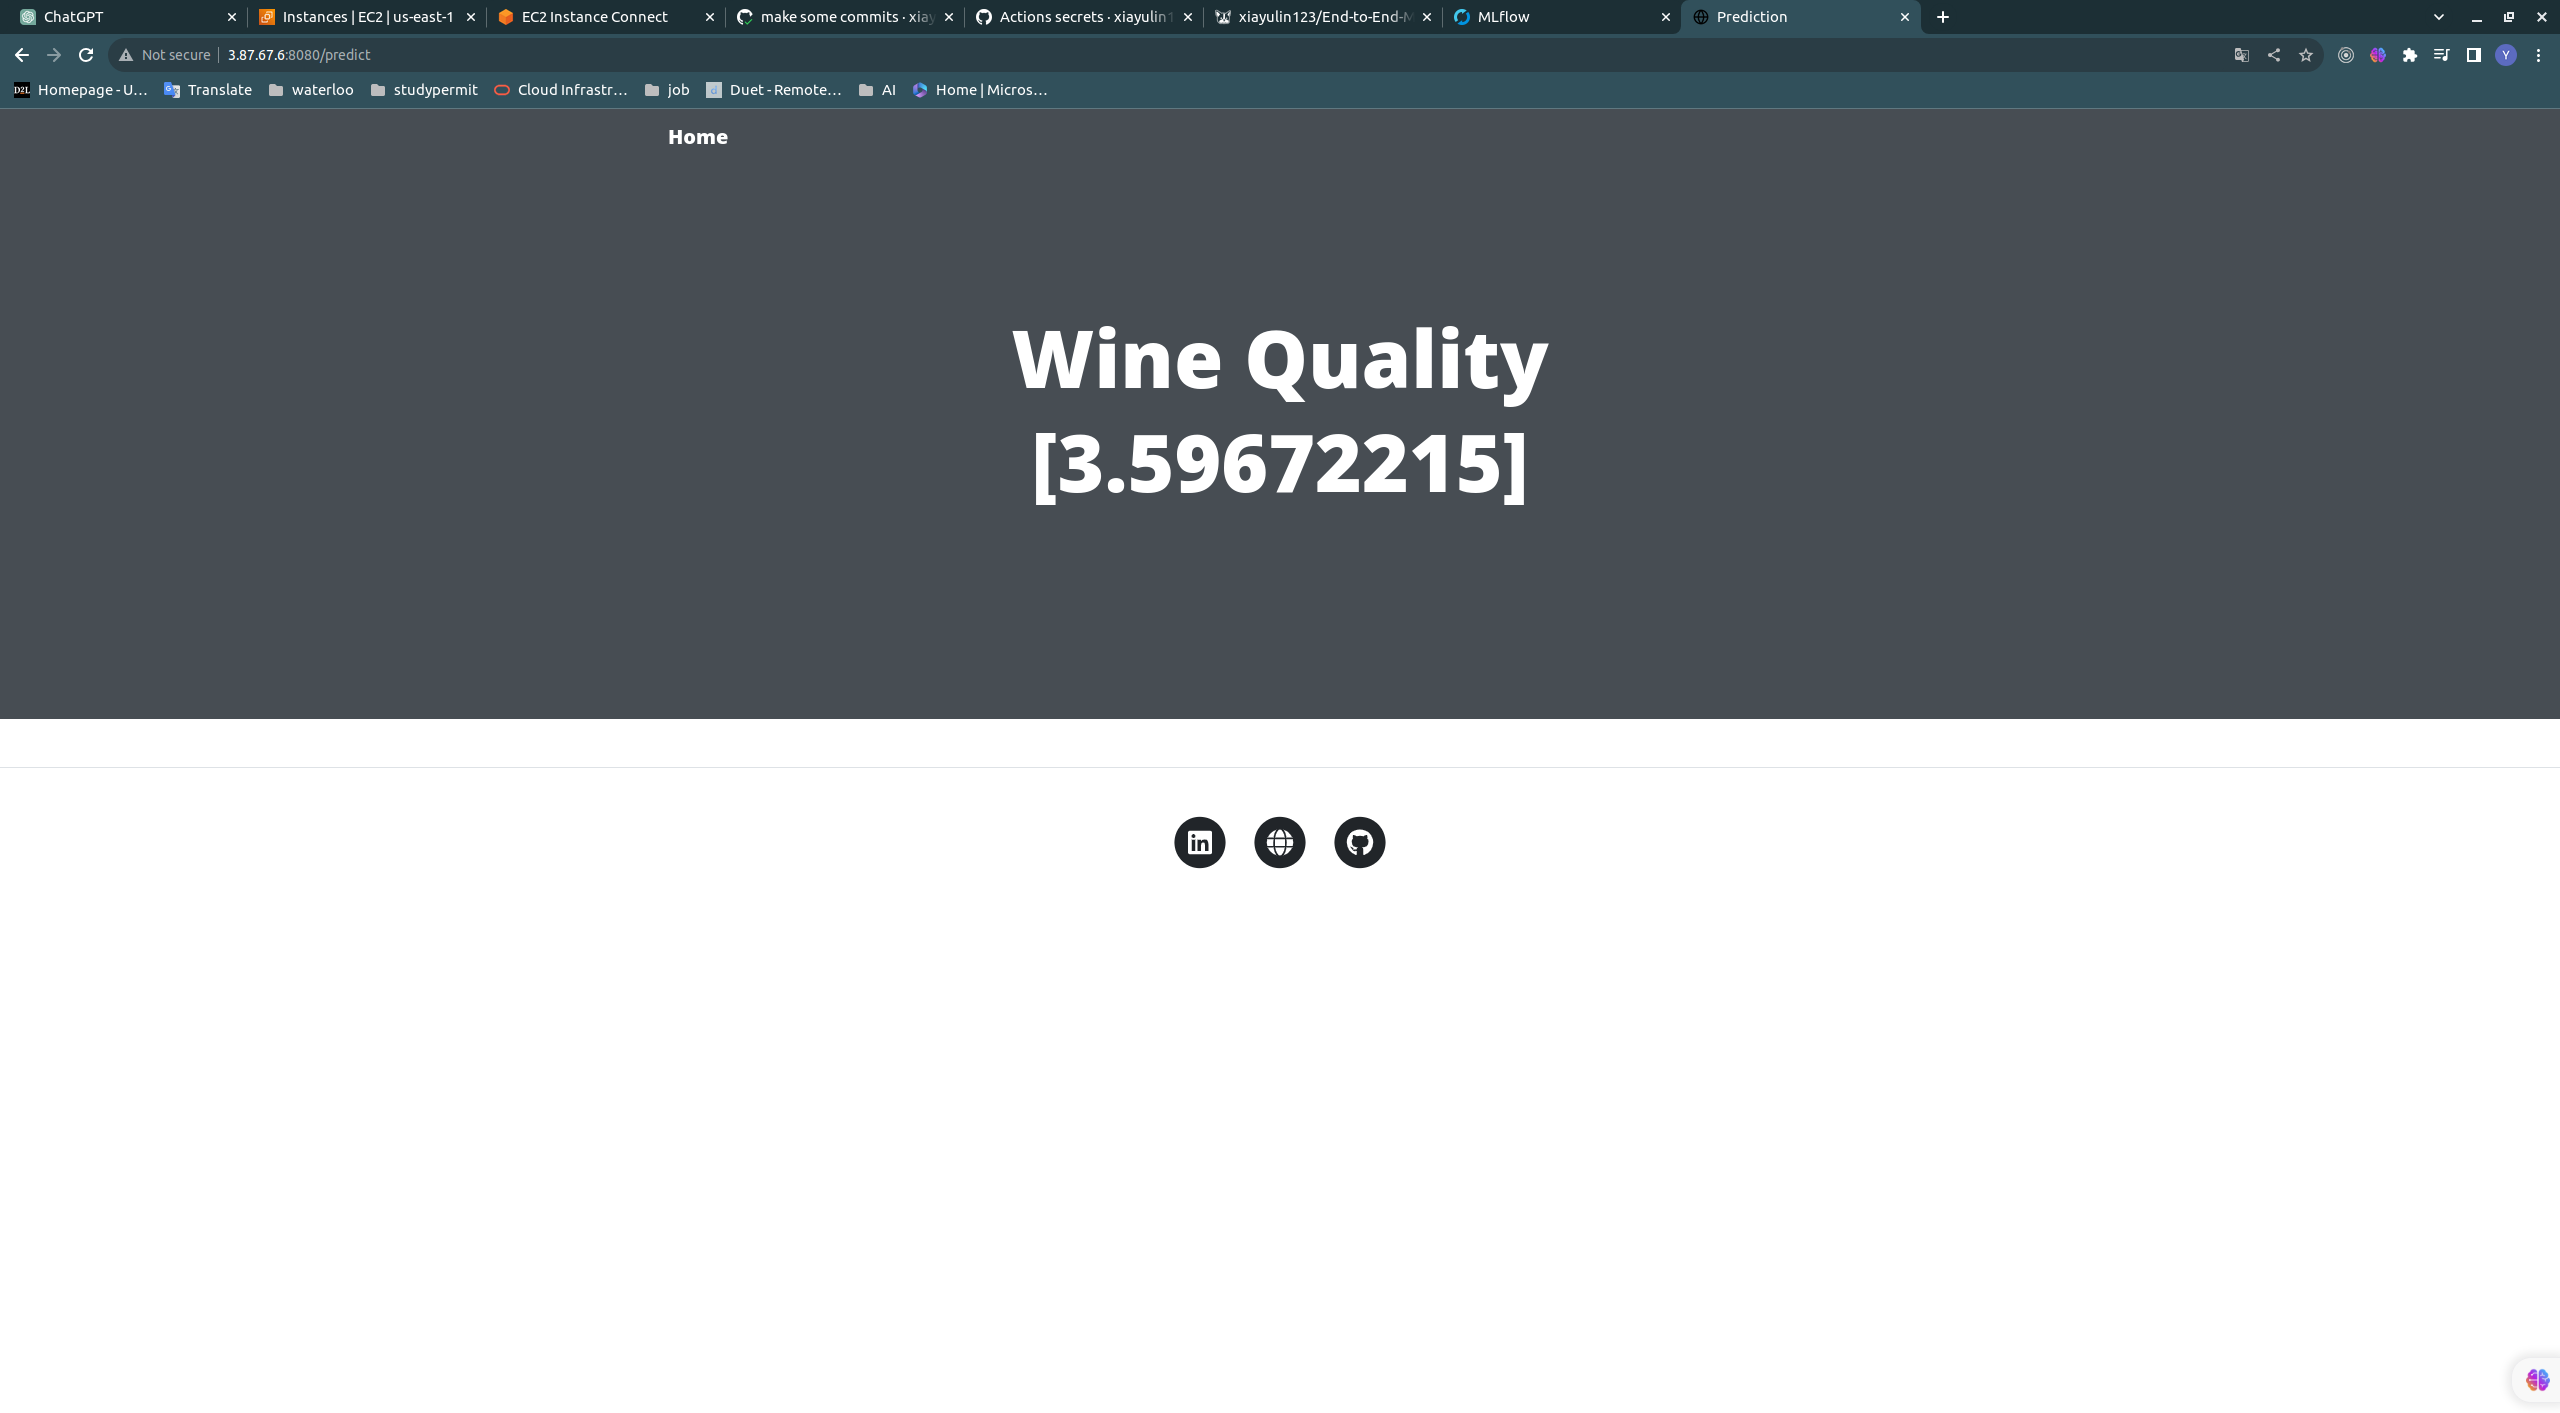 ChatGPT
Instances | EC2 | us-east-1
EC2 Instance Connect
make some commits · xiay
Actions secrets · xiayulin1
xiayulin123/End-to-End-M
MLflow
Prediction
Not secure
3.87.67.6:8080/predict
Y
D2L
Homepage - U...
Translate
waterloo
studypermit
Cloud Infrastr...
job
Duet - Remote...
AI
Home | Micros...
Home
Wine Quality
[3.59672215]
in